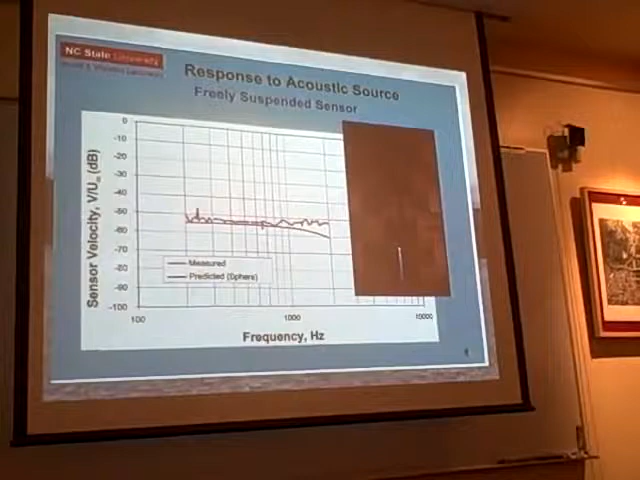 NC State University
Response to Acoustic Source
Freely Suspended Sensor
0
-10
-20
-30
-40
-50
-60
-70
-80
-90
-100
Sensor Velocity, V/U (dB)
Measured
Predicted (Sphere)
100
1000
10000
Frequency, Hz